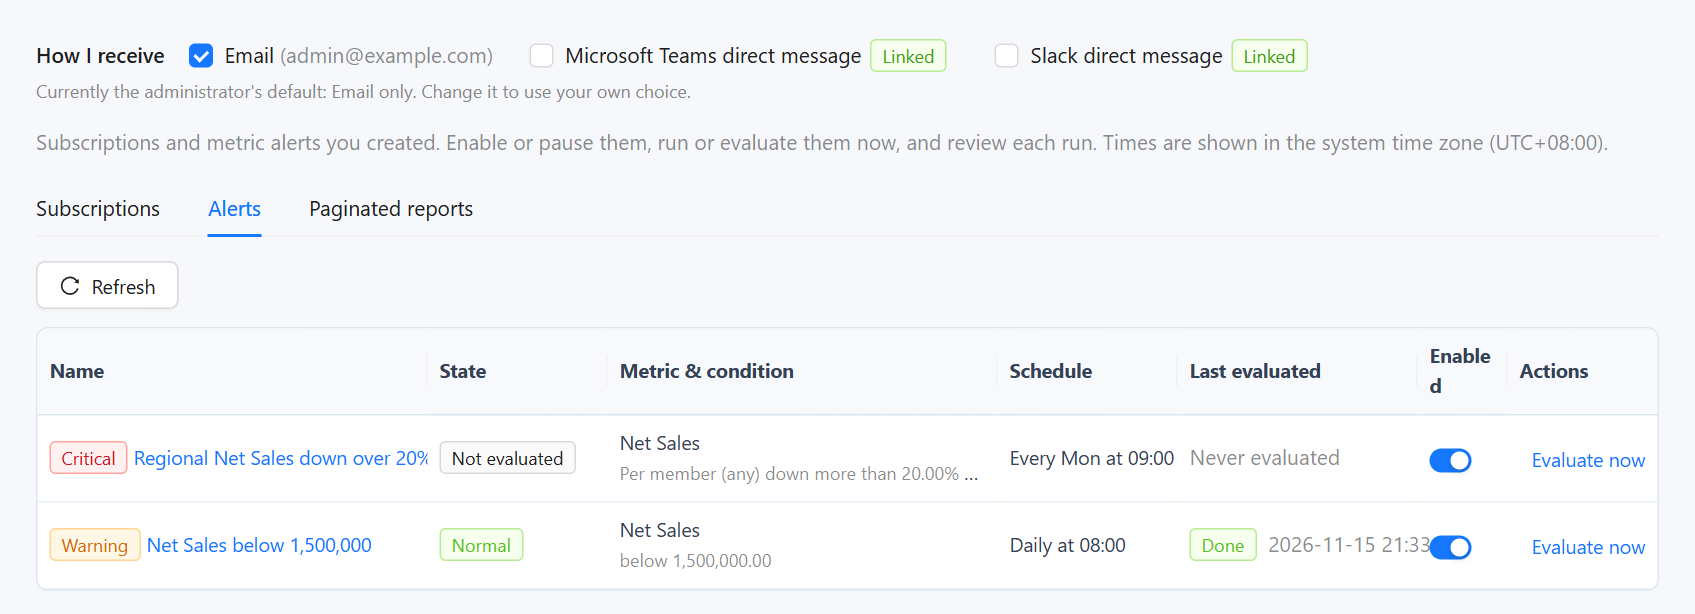 How I receive Email (admin@example.com) Microsoft Teams direct message Linked Slack direct message Linked
Currently the administrator's default: Email only. Change it to use your own choice.
Subscriptions and metric alerts you created. Enable or pause them, run or evaluate them now, and review each run. Times are shown in the system time zone (UTC+08:00).
Subscriptions Alerts Paginated reports
Refresh
Name State Metric & condition Schedule Last evaluated Enabled Actions
Critical Regional Net Sales down over 20% Not evaluated Net Sales Every Mon at 09:00 Never evaluated Evaluate now
Per member (any) down more than 20.00% ...
Warning Net Sales below 1,500,000 Normal Net Sales Daily at 08:00 Done 2026-11-15 21:33 Evaluate now
below 1,500,000.00